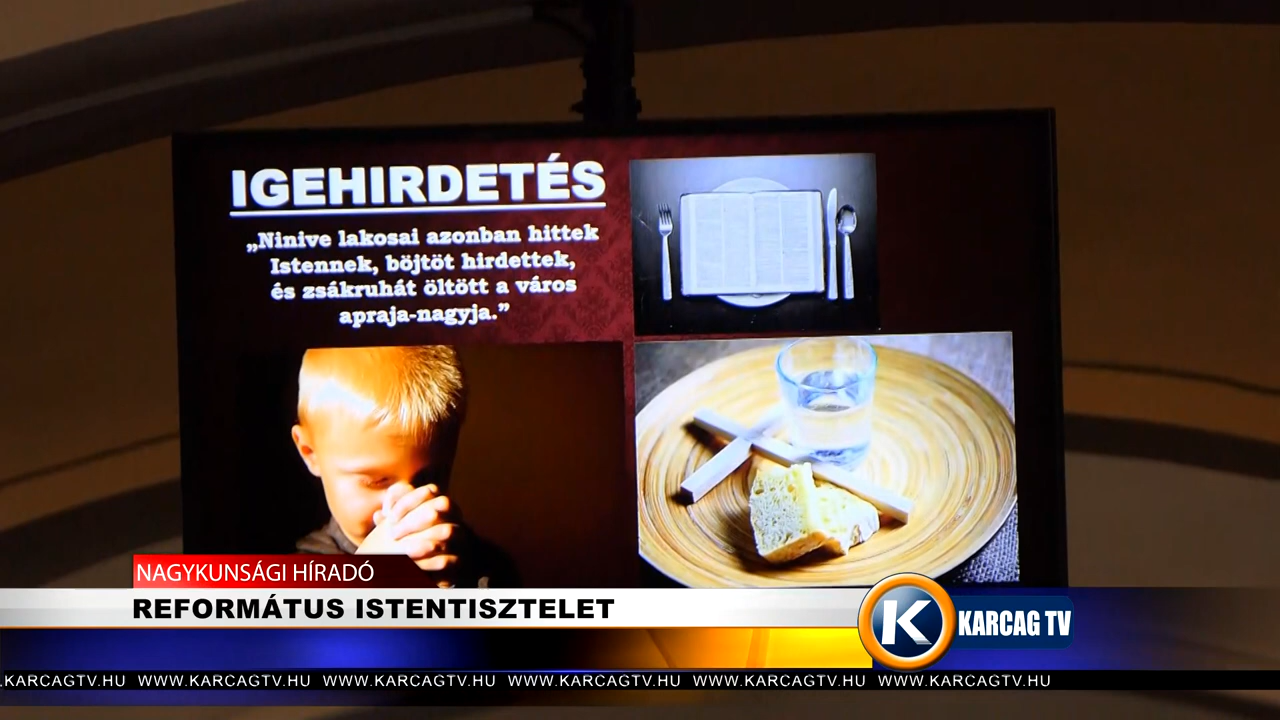 IGEHIRDETÉS
„Ninive lakosai azonban hittek
Istennek, böjtöt hirdettek,
és zsákruhát öltött a város
apraja-nagyja.”
NAGYKUNSÁGI HÍRADÓ
REFORMÁTUS ISTENTISZTELET
K KARCAG TV
.KARCAGTV.HU WWW.KARCAGTV.HU WWW.KARCAGTV.HU WWW.KARCAGTV.HU WWW.KARCAGTV.HU WWW.KARCAGTV.HU